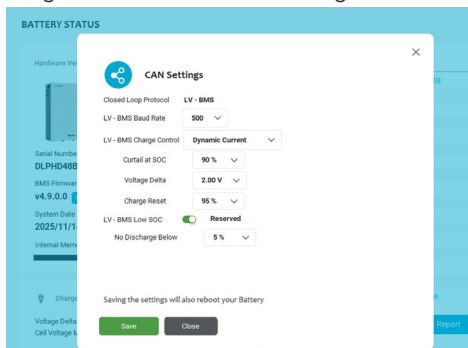 BATTERY STATUS
Hardware Ve
CAN Settings
Closed Loop Protocol LV - BMS
LV - BMS Baud Rate 500
LV - BMS Charge Control Dynamic Current
Curtail at SOC 90 %
Voltage Delta 2.00 V
Charge Reset 95 %
LV - BMS Low SOC Reserved
No Discharge Below 5 %
Serial Numbe
DLPHD48B
BMS Firmwar
v4.9.0.0
System Date
2025/11/1
Internal Mem
Saving the settings will also reboot your Battery
Save Close
Charge
Voltage Delta
Cell Voltage M
Report